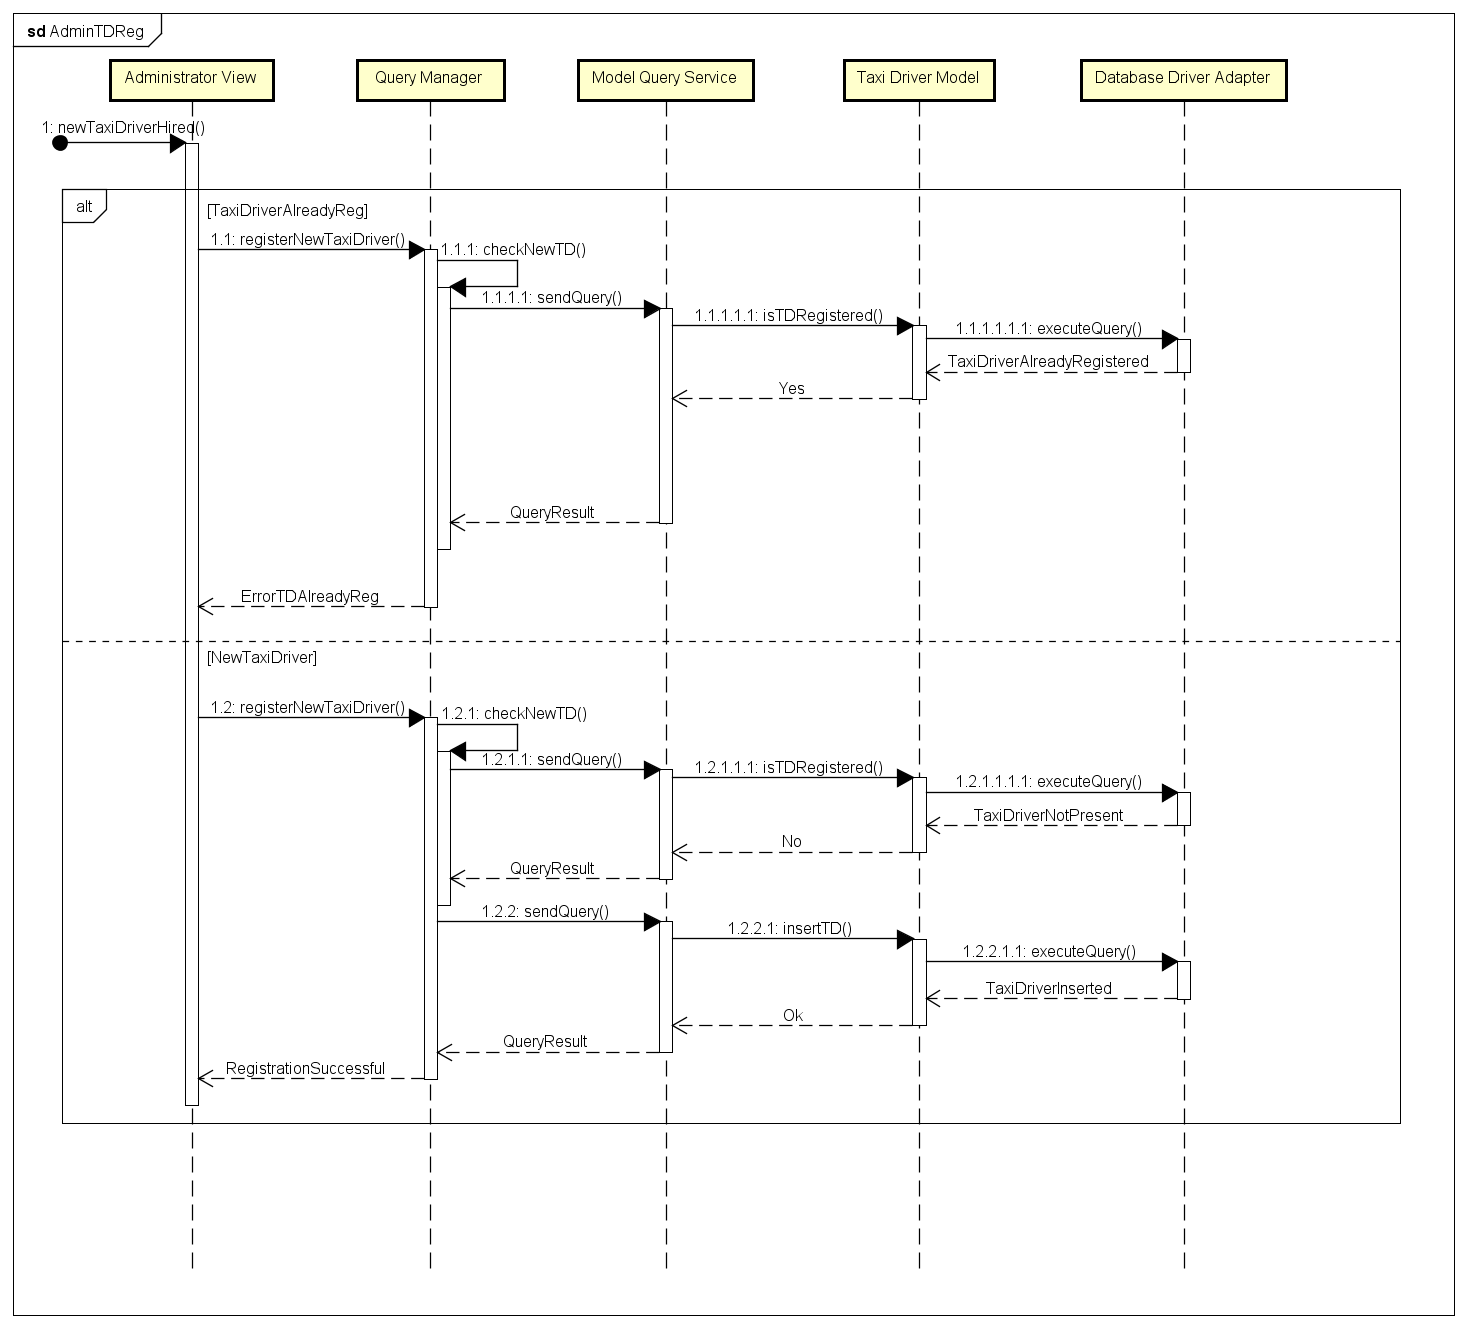 sd AdminTDReg
Administrator View
Query Manager
Model Query Service
Taxi Driver Model
Database Driver Adapter
1: newTaxiDriverHired()
alt
[TaxiDriverAlreadyReg]
1.1: registerNewTaxiDriver()
1.1.1: checkNewTD()
1.1.1.1: sendQuery()
1.1.1.1.1: isTDRegistered()
1.1.1.1.1.1: executeQuery()
TaxiDriverAlreadyRegistered
Yes
QueryResult
ErrorTDAlreadyReg
[NewTaxiDriver]
1.2: registerNewTaxiDriver()
1.2.1: checkNewTD()
1.2.1.1: sendQuery()
1.2.1.1.1: isTDRegistered()
1.2.1.1.1.1: executeQuery()
TaxiDriverNotPresent
No
QueryResult
1.2.2: sendQuery()
1.2.2.1: insertTD()
1.2.2.1.1: executeQuery()
TaxiDriverInserted
Ok
QueryResult
RegistrationSuccessful